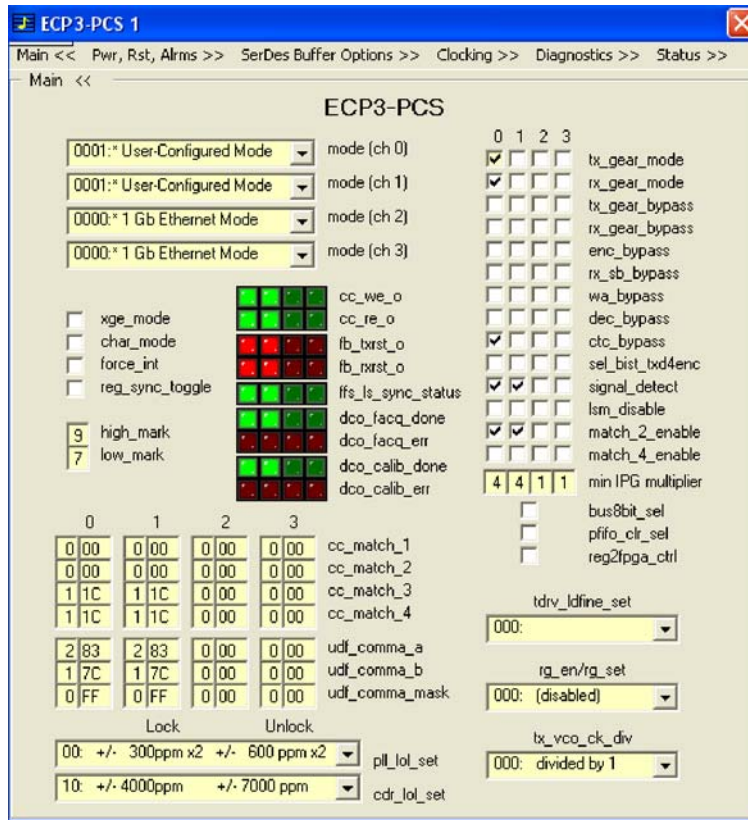 ECP3-PCS 1
Main << Pwr, Rst, Alrms >> SerDes Buffer Options >> Clocking >> Diagnostics >> Status >>
Main <<
ECP3-PCS
0001:* User-Configured Mode mode (ch 0)
0001:* User-Configured Mode mode (ch 1)
0000:* 1 Gb Ethernet Mode mode (ch 2)
0000:* 1 Gb Ethernet Mode mode (ch 3)
xge_mode
char_mode
force_int
reg_sync_toggle
9 high_mark
7 low_mark
cc_we_o
cc_re_o
fb_txrst_o
fb_rxrst_o
ffs_ls_sync_status
dco_facq_done
dco_facq_err
dco_calib_done
dco_calib_err
0 1 2 3
tx_gear_mode
rx_gear_mode
tx_gear_bypass
rx_gear_bypass
enc_bypass
rx_sb_bypass
wa_bypass
dec_bypass
ctc_bypass
sel_bist_txd4enc
signal_detect
lsm_disable
match_2_enable
match_4_enable
4 4 1 1 min IPG multiplier
bus8bit_sel
pfifo_clr_sel
reg2fpga_ctrl
0 1 2 3
0 00 0 00 0 00 0 00 cc_match_1
0 00 0 00 0 00 0 00 cc_match_2
1 1C 1 1C 0 00 0 00 cc_match_3
1 1C 1 1C 0 00 0 00 cc_match_4
2 83 2 83 0 00 0 00 udf_comma_a
1 7C 1 7C 0 00 0 00 udf_comma_b
0 FF 0 FF 0 00 0 00 udf_comma_mask
Lock Unlock
00: +/- 300ppm x2 +/- 600 ppm x2 pll_lol_set
10: +/- 4000ppm +/- 7000 ppm cdr_lol_set
tdrv_ldfine_set
000:
rg_en/rg_set
000: (disabled)
tx_vco_ck_div
000: divided by 1